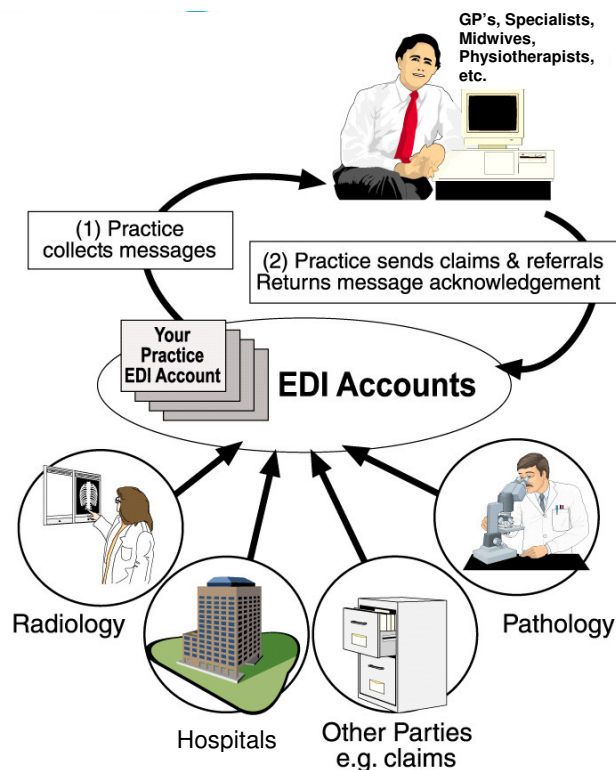 GP's, Specialists,
Midwives,
Physiotherapists,
etc.
(1) Practice
collects messages
(2) Practice sends claims & referrals
Returns message acknowledgement
Your
Practice
EDI Account
EDI Accounts
Radiology
Pathology
Hospitals
Other Parties
e.g. claims